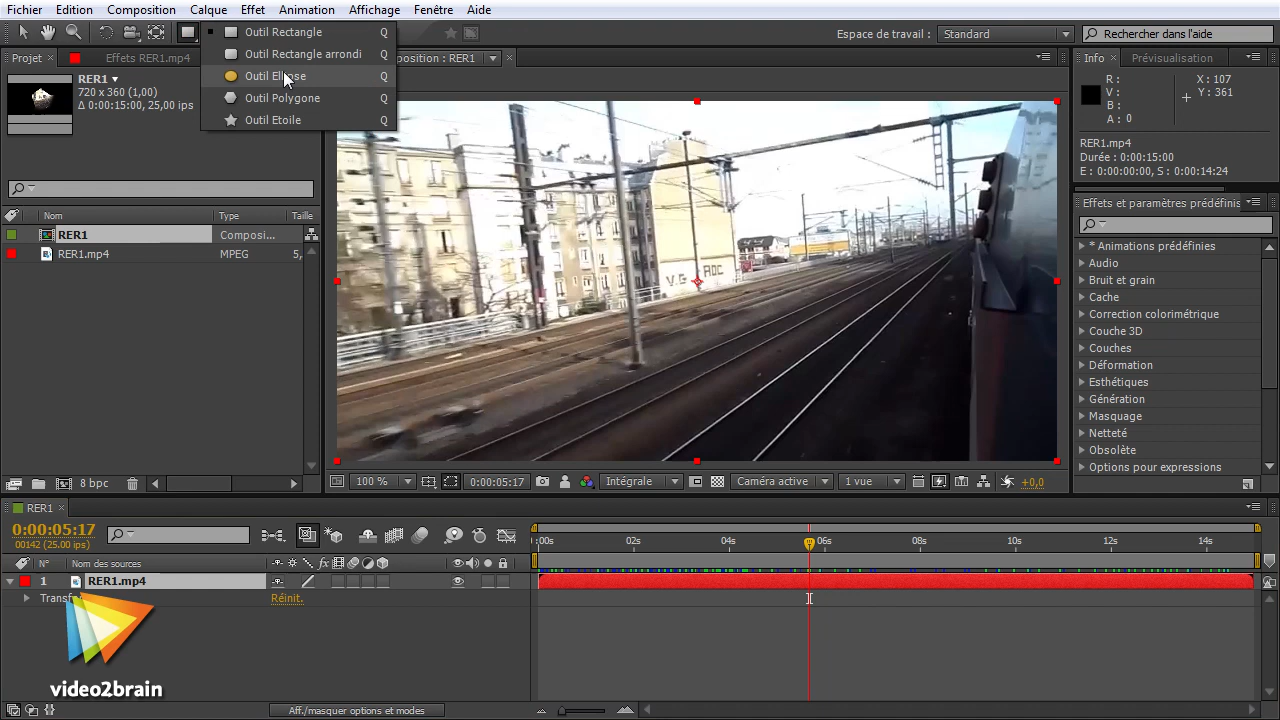 Fichier Edition Composition Calque Effet Animation Affichage Fenêtre Aide
Espace de travail : Standard
Rechercher dans l'aide
Outil Rectangle Q
Outil Rectangle arrondi Q
Outil Ellipse Q
Outil Polygone Q
Outil Etoile Q
Projet
Effets RER1.mp4
RER1
720 x 360 (1,00)
Δ 0:00:15:00, 25,00 ips
position : RER1
Info
Prévisualisation
R :
V :
B :
A : 0
X : 107
Y : 361
RER1.mp4
Durée : 0:00:15:00
E : 0:00:00:00, S : 0:00:14:24
Effets et paramètres prédéfinis
* Animations prédéfinies
Audio
Bruit et grain
Cache
Correction colorimétrique
Couche 3D
Couches
Déformation
Esthétiques
Génération
Masquage
Netteté
Obsolète
Options pour expressions
Nom Type Taille
RER1 Composi...
RER1.mp4 MPEG 5,
V.G ROC
8 bpc
100 %
0:00:05:17
Intégrale
Caméra active
1 vue
+0,0
RER1
0:00:05:17
00142 (25.00 ips)
:00s 02s 04s 06s 08s 10s 12s 14s
N° Nom des sources
fx
1 RER1.mp4
Transf
Réinit.
video2brain
Aff./masquer options et modes